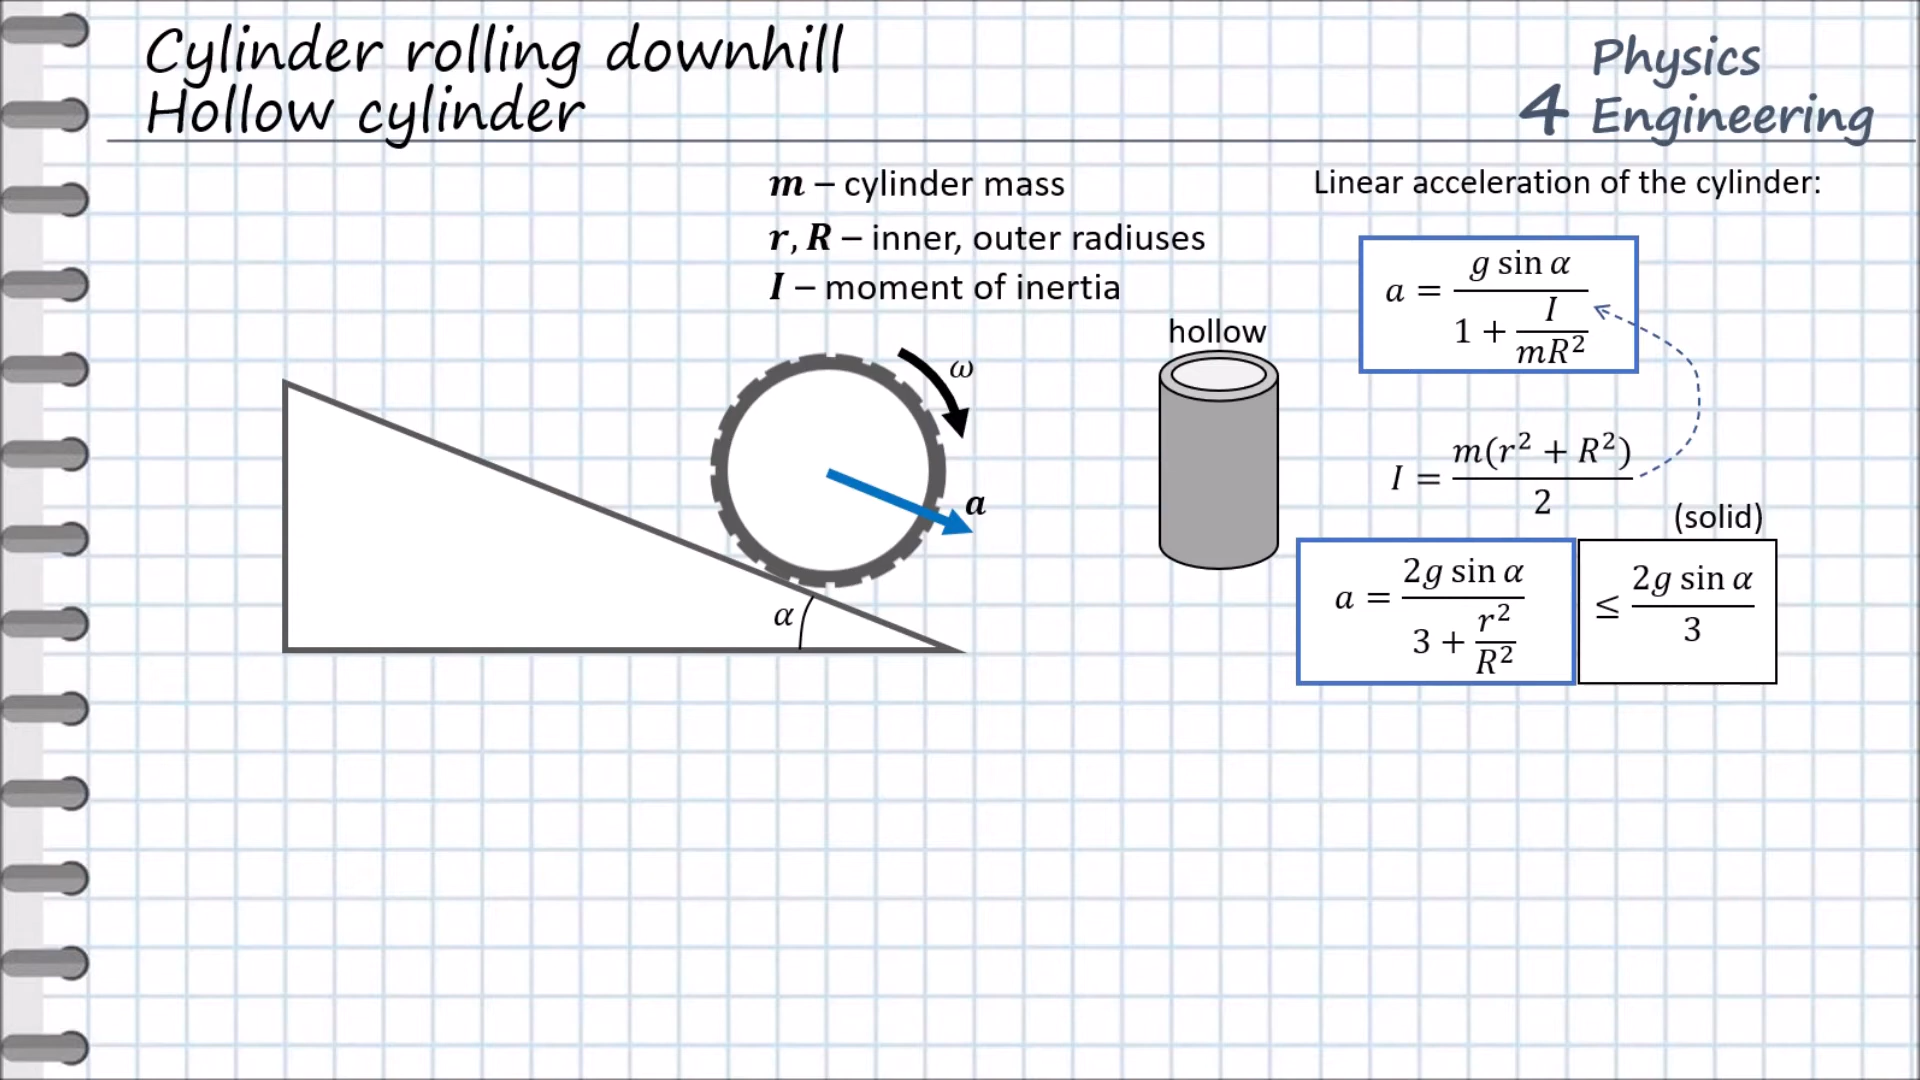 Cylinder rolling downhill
Hollow cylinder
Physics
4 Engineering
m – cylinder mass
r, R – inner, outer radiuses
I – moment of inertia
Linear acceleration of the cylinder:
a = g sin α / (1 + I / mR²)
hollow
ω
a
α
I = m(r² + R²) / 2
(solid)
a = 2g sin α / (3 + r² / R²)
≤ 2g sin α / 3